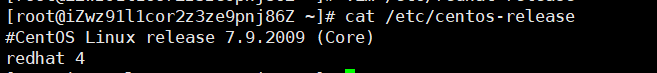 [root@iZwz91l1cor2z3ze9pnj86Z ~]# cat /etc/centos-release
#CentOS Linux release 7.9.2009 (Core)
redhat 4